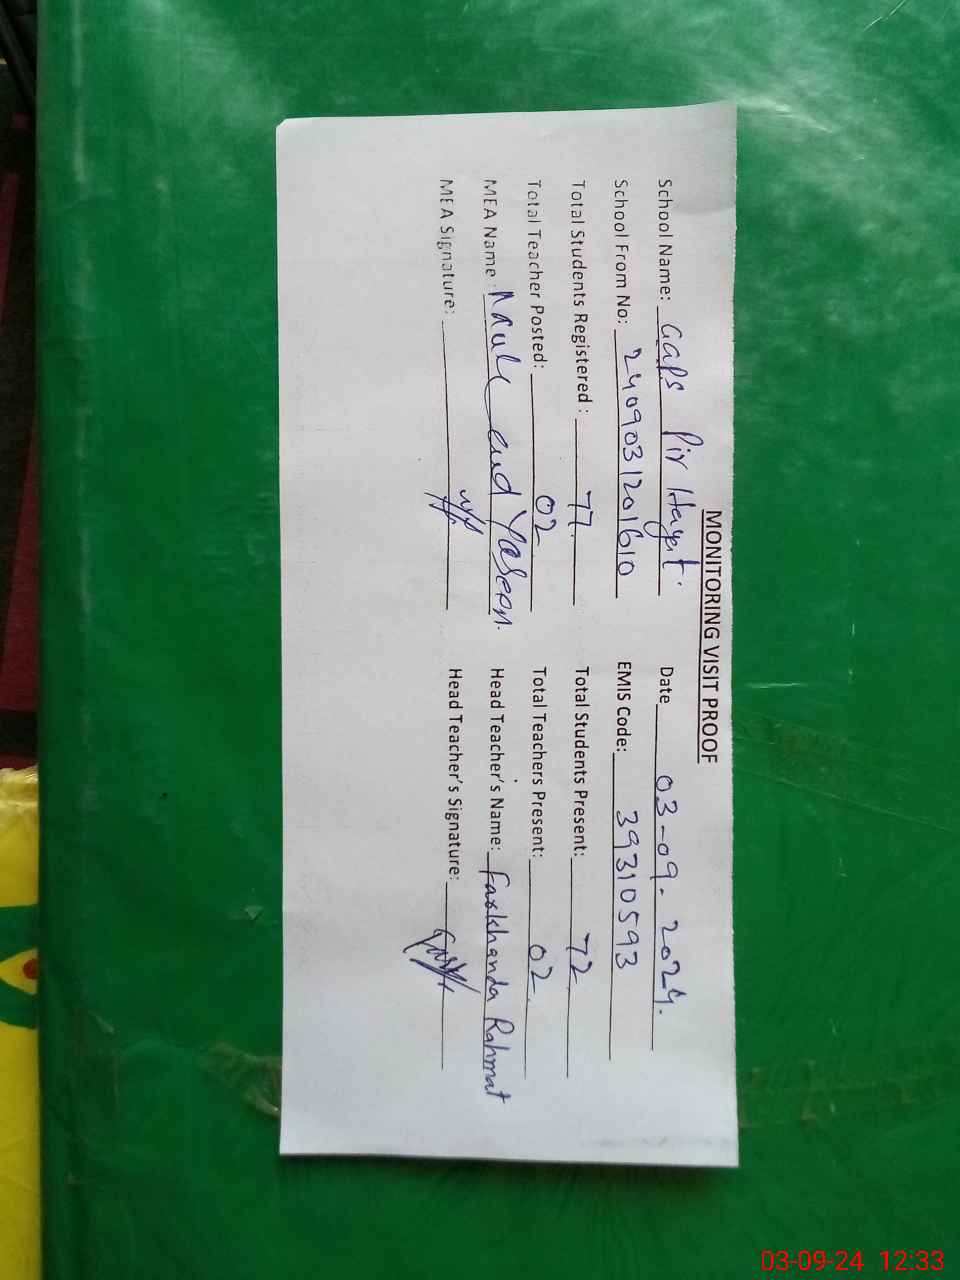 MONITORING VISIT PROOF
School Name: GGPS Pir Hayat. Date 03-09-2024.
School From No: 2409031201610 EMIS Code: 39310593
Total Students Registered : 77 Total Students Present: 72
Total Teacher Posted: 02 Total Teachers Present: 02
MEA Name : Yaseen. Head Teacher's Name: Farkhanda Rahmat
MEA Signature: Head Teacher's Signature:
03-09-24 12:33